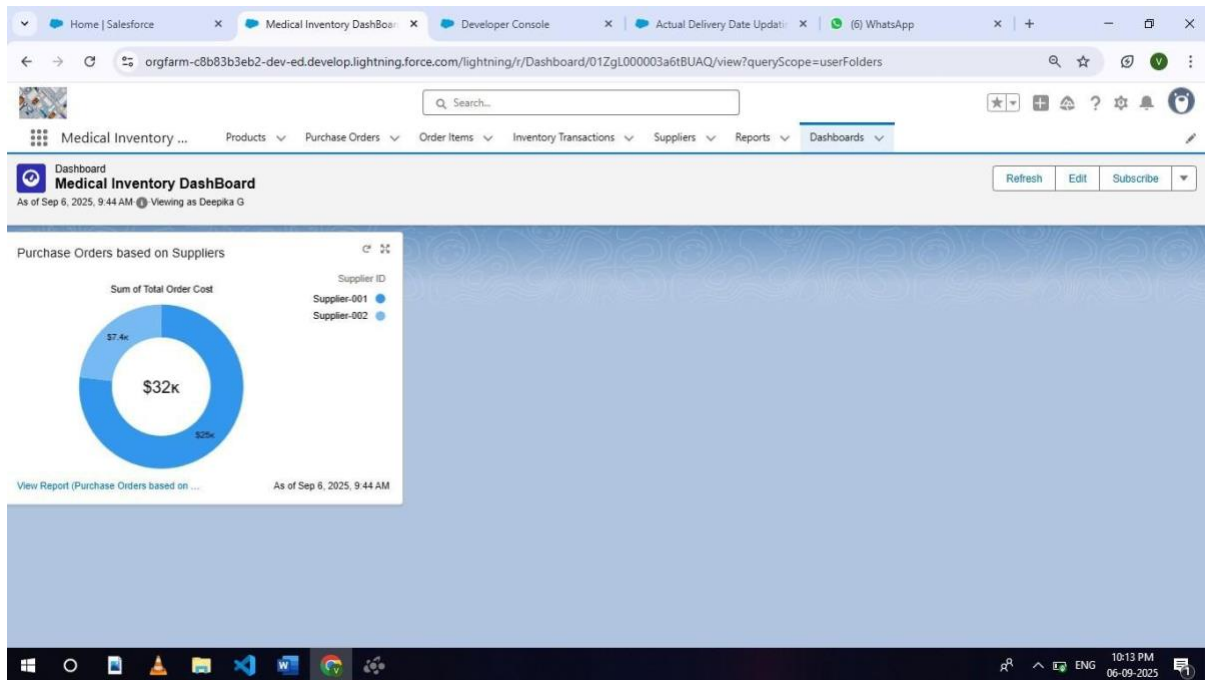 Home | Salesforce
Medical Inventory DashBoar
Developer Console
Actual Delivery Date Updatin
(6) WhatsApp
orgfarm-c8b83b3eb2-dev-ed.develop.lightning.force.com/lightning/r/Dashboard/01ZgL000003a6tBUAQ/view?queryScope=userFolders
V
Search...
Medical Inventory ... Products Purchase Orders Order Items Inventory Transactions Suppliers Reports Dashboards
Dashboard
Medical Inventory DashBoard
As of Sep 6, 2025, 9:44 AM·Viewing as Deepika G
Refresh Edit Subscribe
Purchase Orders based on Suppliers
Sum of Total Order Cost
Supplier ID
Supplier-001
Supplier-002
$7.4K
$32K
$25K
View Report (Purchase Orders based on ...
As of Sep 6, 2025, 9:44 AM
ENG
10:13 PM
06-09-2025